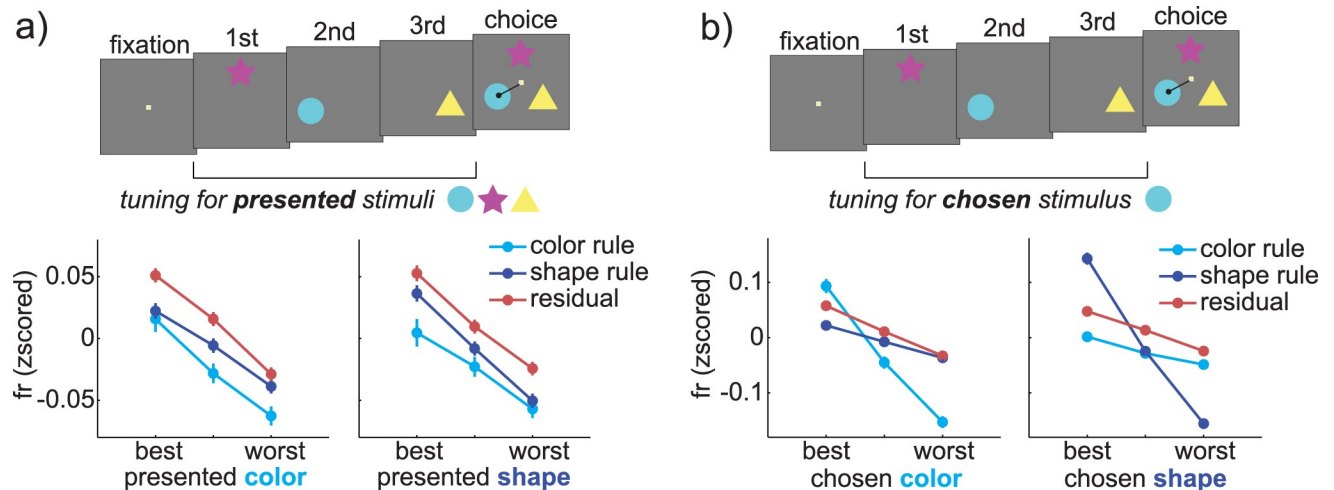 a)
fixation
1st
2nd
3rd
choice
tuning for presented stimuli
fr (zscored)
0.05
0
-0.05
best
worst
presented color
color rule
shape rule
residual
best
worst
presented shape
b)
fixation
1st
2nd
3rd
choice
tuning for chosen stimulus
fr (zscored)
0.1
0
-0.1
best
worst
chosen color
color rule
shape rule
residual
best
worst
chosen shape